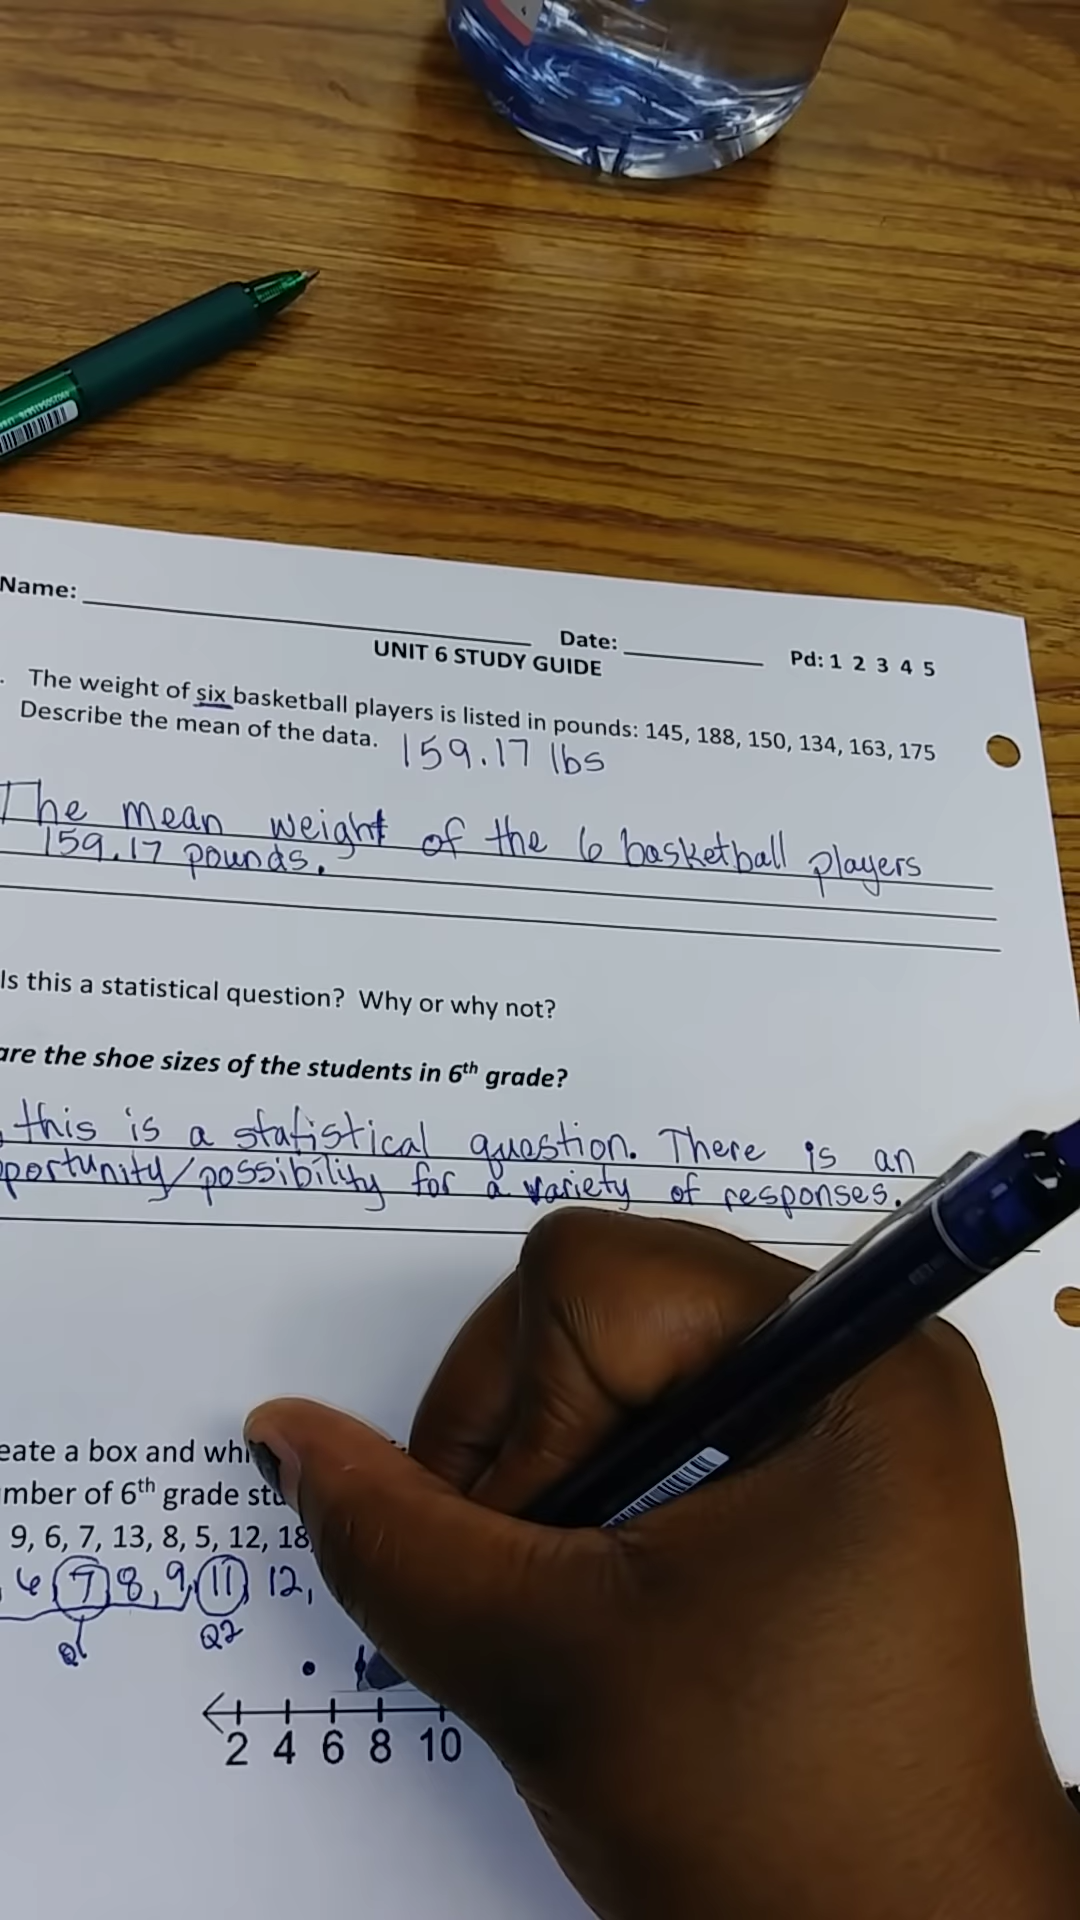 Name:
Date:
Pd: 1 2 3 4 5
UNIT 6 STUDY GUIDE
. The weight of six basketball players is listed in pounds: 145, 188, 150, 134, 163, 175
Describe the mean of the data. 159.17 lbs
The mean weight of the 6 basketball players
159.17 pounds.
Is this a statistical question? Why or why not?
are the shoe sizes of the students in 6th grade?
this is a statistical question. There is an
portunity/possibility for a variety of responses.
eate a box and whi
mber of 6th grade stu
9, 6, 7, 13, 8, 5, 12, 18,
6 7 8, 9, 11, 12,
Q1 Q2
2 4 6 8 10